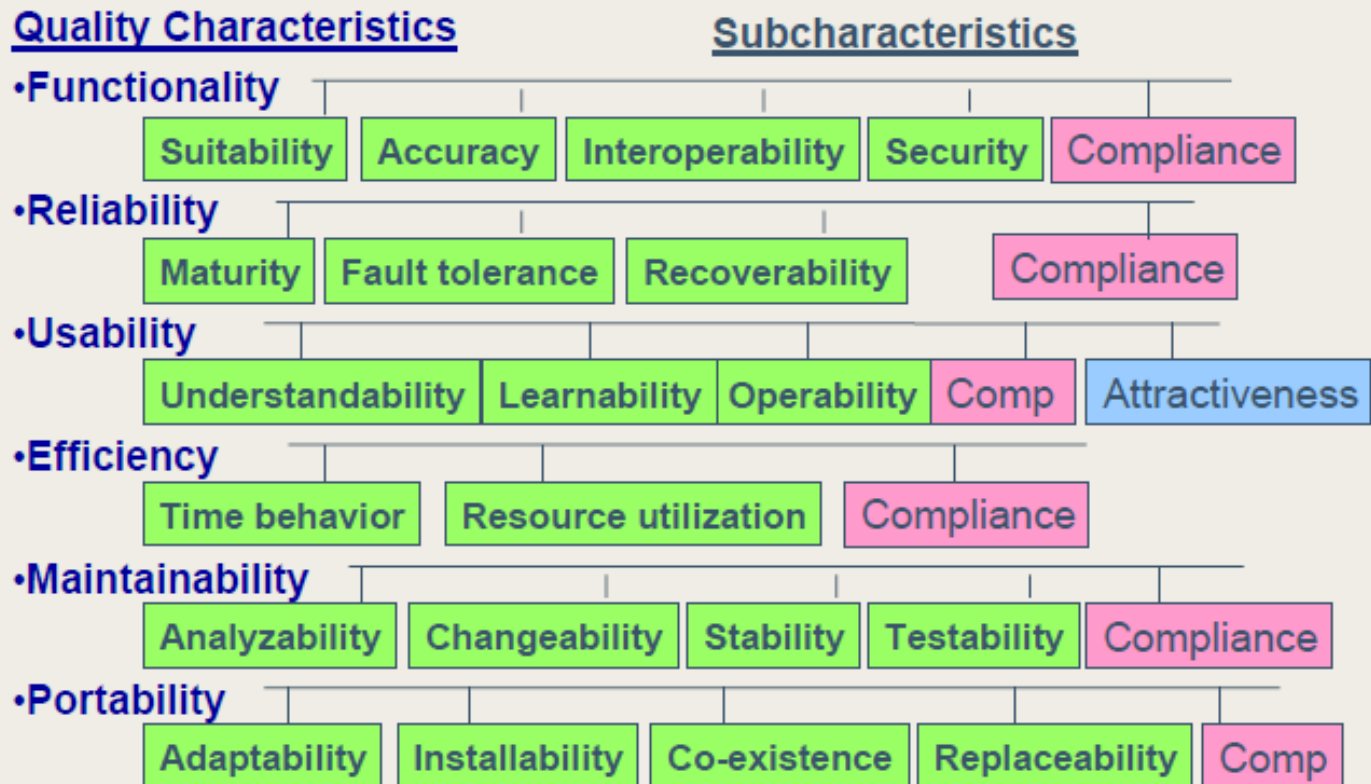 Quality Characteristics Subcharacteristics
•Functionality
Suitability Accuracy Interoperability Security Compliance
•Reliability
Maturity Fault tolerance Recoverability Compliance
•Usability
Understandability Learnability Operability Comp Attractiveness
•Efficiency
Time behavior Resource utilization Compliance
•Maintainability
Analyzability Changeability Stability Testability Compliance
•Portability
Adaptability Installability Co-existence Replaceability Comp